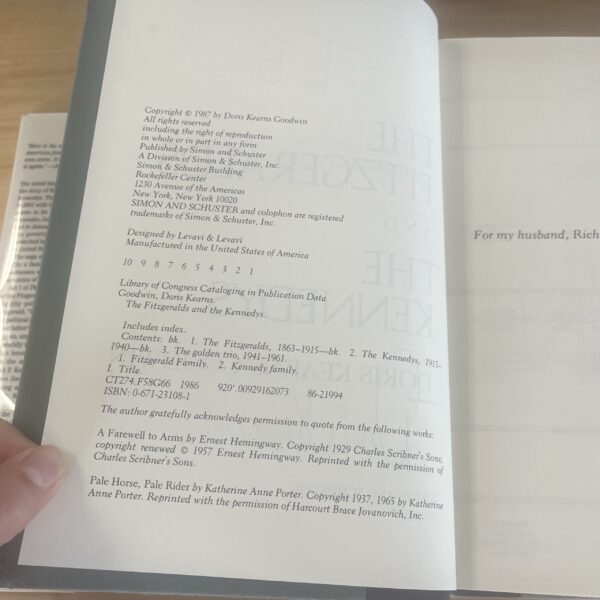 Copyright © 1987 by Doris Kearns Goodwin
All rights reserved
including the right of reproduction
in whole or in part in any form
Published by Simon and Schuster
A Division of Simon & Schuster, Inc.
Simon & Schuster Building
Rockefeller Center
1230 Avenue of the Americas
New York, New York 10020
SIMON AND SCHUSTER and colophon are registered
trademarks of Simon & Schuster, Inc.
Designed by Levavi & Levavi
Manufactured in the United States of America
10 9 8 7 6 5 4 3 2 1
Library of Congress Cataloging in Publication Data
Goodwin, Doris Kearns.
The Fitzgeralds and the Kennedys.
Includes index.
Contents: bk. 1. The Fitzgeralds, 1863–1915—bk. 2. The Kennedys, 1915–
1940—bk. 3. The golden trio, 1941–1961.
1. Fitzgerald Family. 2. Kennedy family.
I. Title.
CT274.F58G66 1986 920'.00929162073 86-21994
ISBN: 0-671-23108-1
The author gratefully acknowledges permission to quote from the following works:
A Farewell to Arms by Ernest Hemingway. Copyright 1929 Charles Scribner's Sons,
copyright renewed © 1957 Ernest Hemingway. Reprinted with the permission of
Charles Scribner's Sons.
Pale Horse, Pale Rider by Katherine Anne Porter. Copyright 1937, 1965 by Katherine
Anne Porter. Reprinted with the permission of Harcourt Brace Jovanovich, Inc.
For my husband, Rich